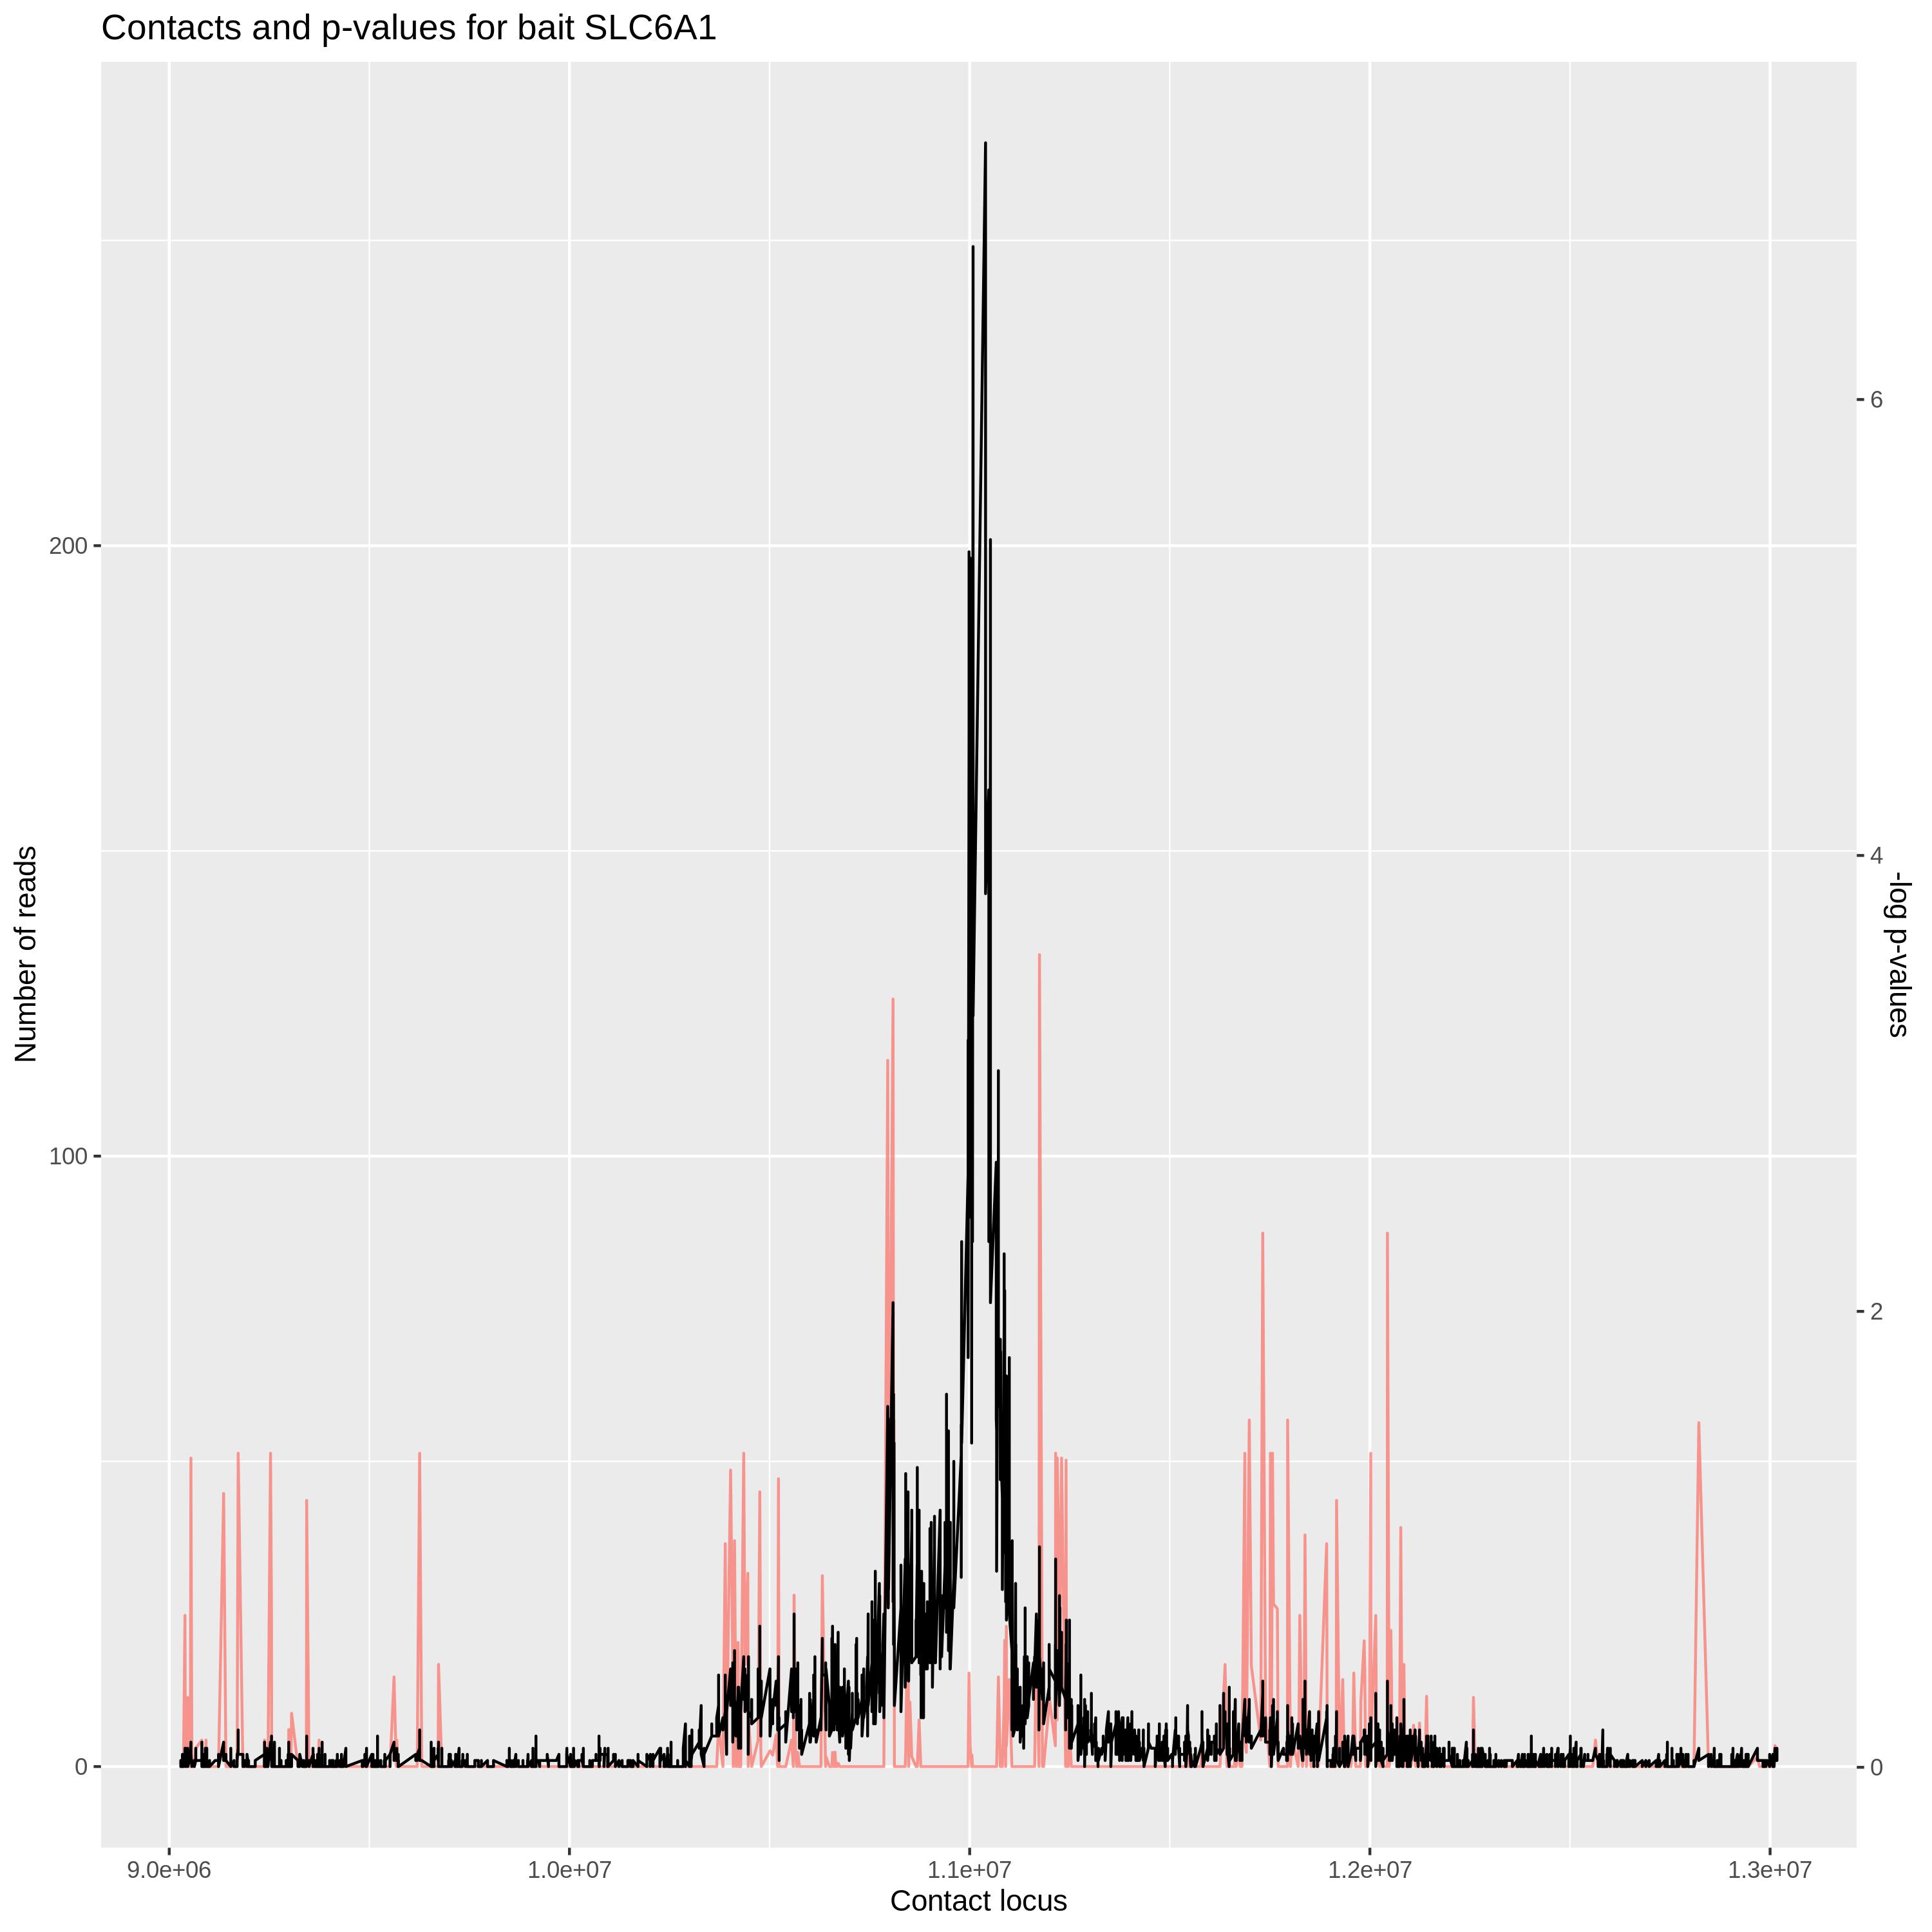 Contacts and p-values for bait SLC6A1
Number of reads
200
100
0
6
4
2
0
-log p-values
9.0e+06
1.0e+07
1.1e+07
1.2e+07
1.3e+07
Contact locus